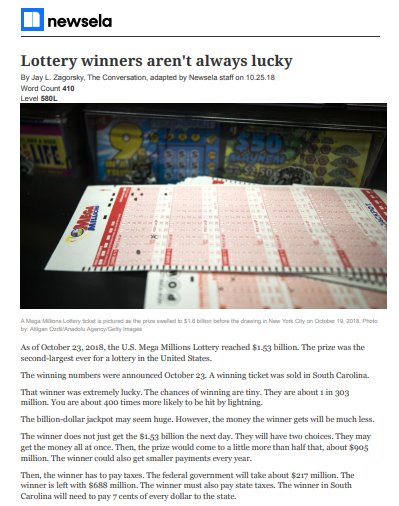 newsela
Lottery winners aren't always lucky
By Jay L. Zagorsky, The Conversation, adapted by Newsela staff on 10.25.18
Word Count 410
Level 580L
LIFE
$50
MEGA
MILLIONS
POW
A Mega Millions Lottery ticket is pictured as the prize swelled to $1.6 billion before the drawing in New York City on October 19, 2018. Photo
by: Atilgan Ozdil/Anadolu Agency/Getty Images
As of October 23, 2018, the U.S. Mega Millions Lottery reached $1.53 billion. The prize was the
second-largest ever for a lottery in the United States.
The winning numbers were announced October 23. A winning ticket was sold in South Carolina.
That winner was extremely lucky. The chances of winning are tiny. They are about 1 in 303
million. You are about 400 times more likely to be hit by lightning.
The billion-dollar jackpot may seem huge. However, the money the winner gets will be much less.
The winner does not just get the $1.53 billion the next day. They will have two choices. They may
get the money all at once. Then, the prize would come to a little more than half that, about $905
million. The winner could also get smaller payments every year.
Then, the winner has to pay taxes. The federal government will take about $217 million. The
winner is left with $688 million. The winner must also pay state taxes. The winner in South
Carolina will need to pay 7 cents of every dollar to the state.